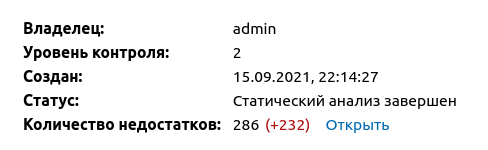 Владелец: admin
Уровень контроля: 2
Создан: 15.09.2021, 22:14:27
Статус: Статический анализ завершен
Количество недостатков: 286 (+232) Открыть